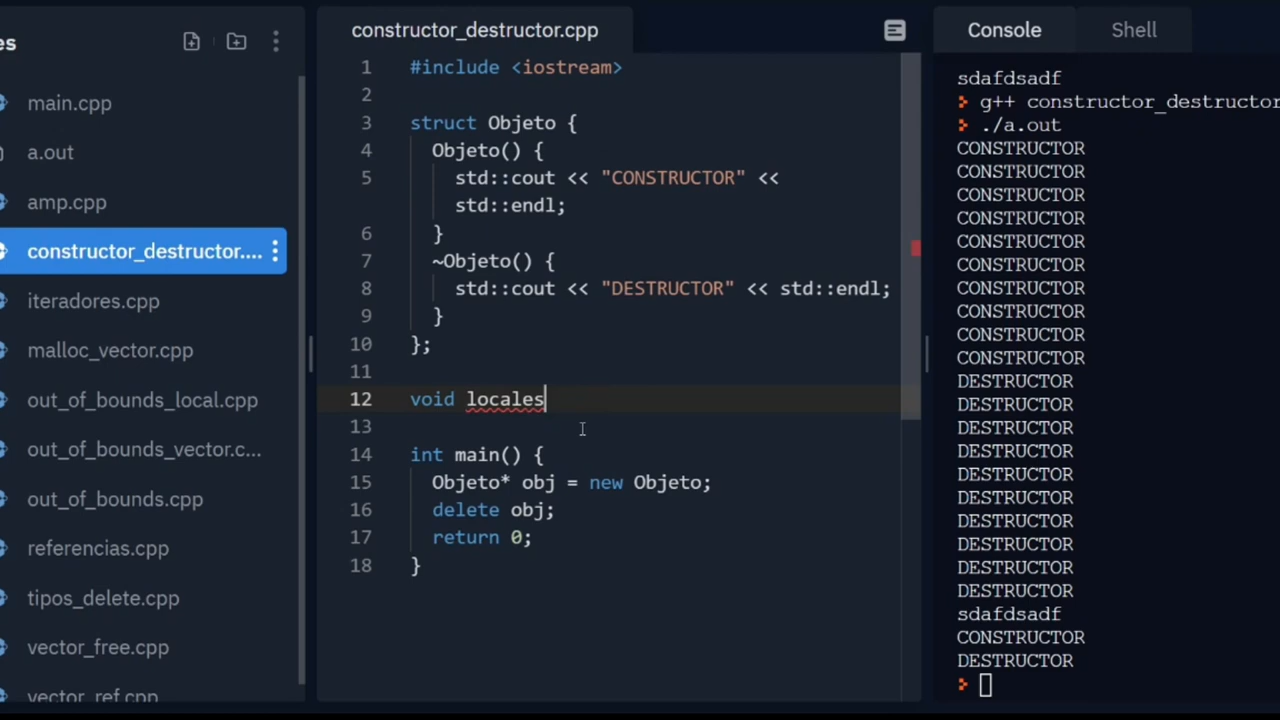 es
main.cpp
a.out
amp.cpp
constructor_destructor....
iteradores.cpp
malloc_vector.cpp
out_of_bounds_local.cpp
out_of_bounds_vector.c...
out_of_bounds.cpp
referencias.cpp
tipos_delete.cpp
vector_free.cpp
vector_ref.cpp
constructor_destructor.cpp
1 #include <iostream>
2
3 struct Objeto {
4 Objeto() {
5 std::cout << "CONSTRUCTOR" <<
std::endl;
6 }
7 ~Objeto() {
8 std::cout << "DESTRUCTOR" << std::endl;
9 }
10 };
11
12 void locales
13
14 int main() {
15 Objeto* obj = new Objeto;
16 delete obj;
17 return 0;
18 }
Console Shell
sdafdsadf
> g++ constructor_destructor
> ./a.out
CONSTRUCTOR
CONSTRUCTOR
CONSTRUCTOR
CONSTRUCTOR
CONSTRUCTOR
CONSTRUCTOR
CONSTRUCTOR
CONSTRUCTOR
CONSTRUCTOR
CONSTRUCTOR
DESTRUCTOR
DESTRUCTOR
DESTRUCTOR
DESTRUCTOR
DESTRUCTOR
DESTRUCTOR
DESTRUCTOR
DESTRUCTOR
DESTRUCTOR
DESTRUCTOR
sdafdsadf
CONSTRUCTOR
DESTRUCTOR
>